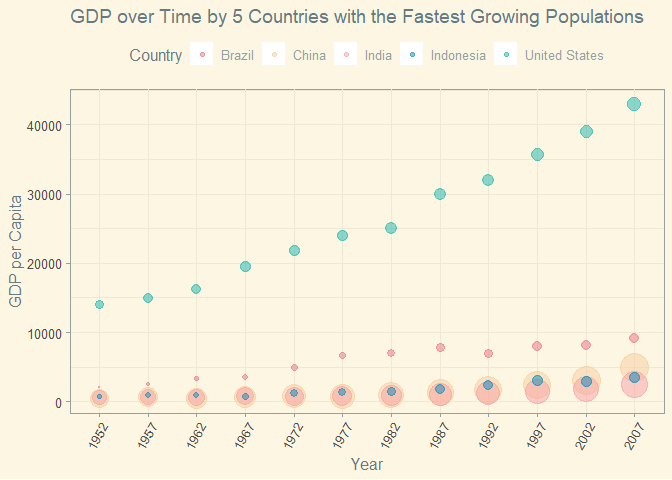 GDP over Time by 5 Countries with the Fastest Growing Populations
Country Brazil China India Indonesia United States
GDP per Capita
40000
30000
20000
10000
0
1952 1957 1962 1967 1972 1977 1982 1987 1992 1997 2002 2007
Year